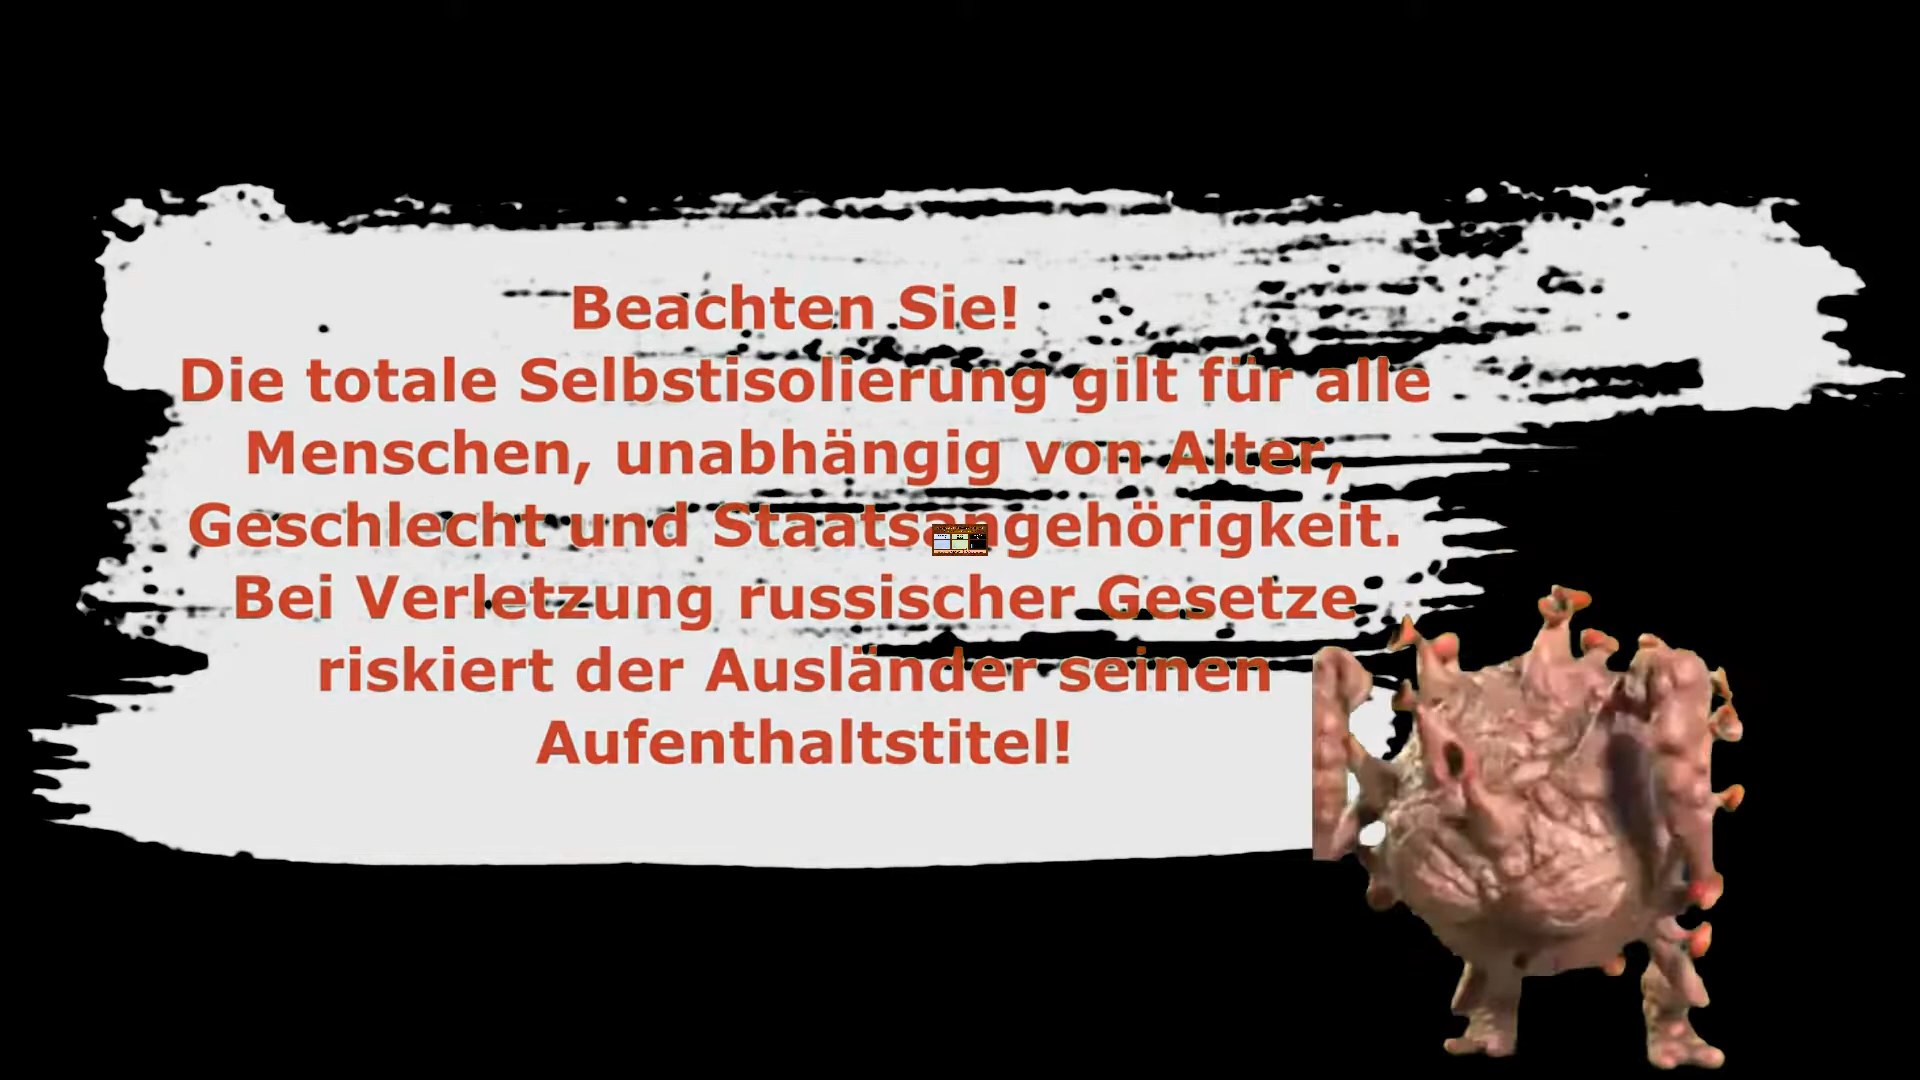 Beachten Sie!
Die totale Selbstisolierung gilt für alle
Menschen, unabhängig von Alter,
Geschlecht und Staatsangehörigkeit.
Bei Verletzung russischer Gesetze
riskiert der Ausländer seinen
Aufenthaltstitel!